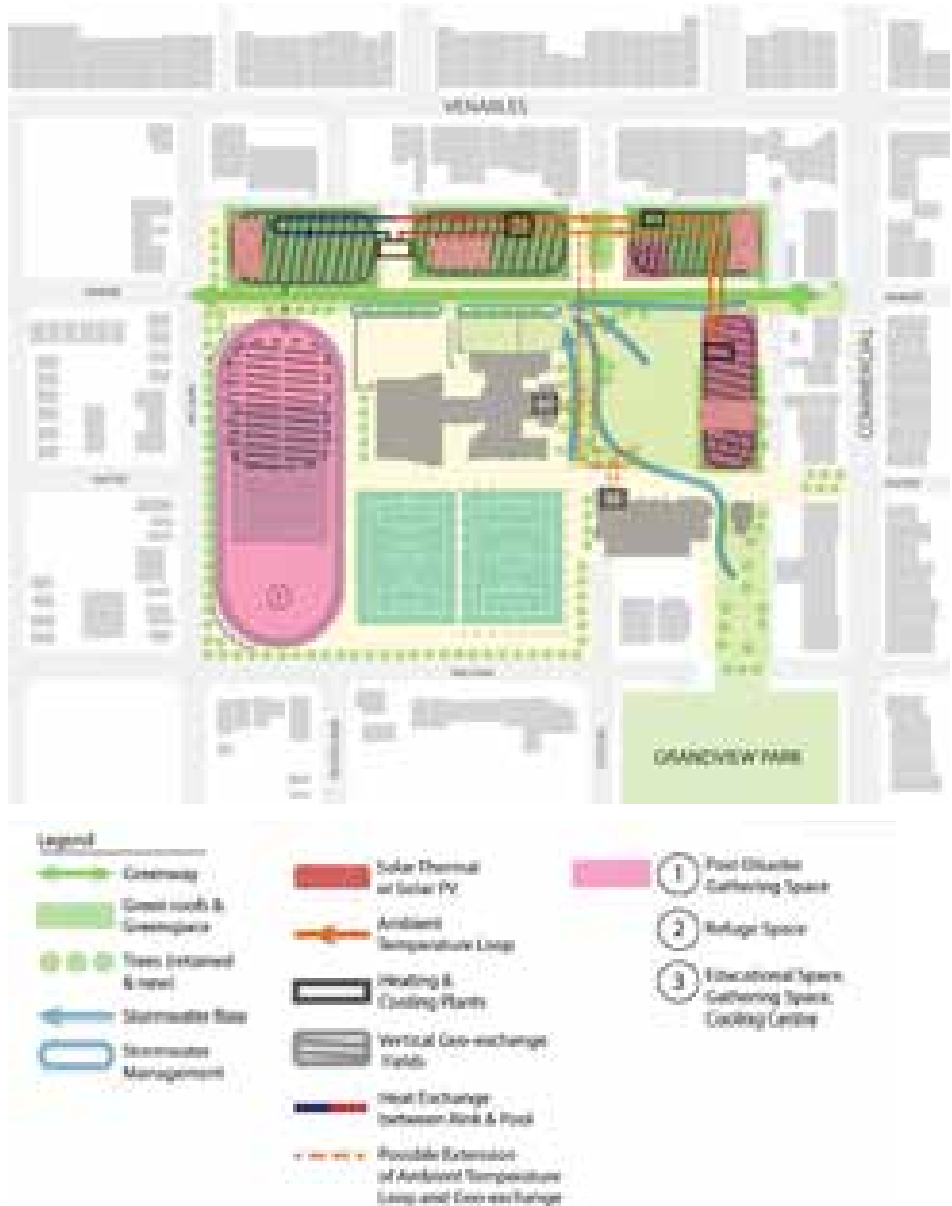 VENABLES
COMMERCIAL
GRANDVIEW PARK
1
Legend
Greenway
Green roofs &
Greenspace
Trees (retained
& new)
Stormwater flow
Stormwater
Management
Solar Thermal
or Solar PV
Ambient
Temperature Loop
Heating &
Cooling Plants
Vertical Geo-exchange
Fields
Heat Exchange
between Rink & Pool
Possible Extension
of Ambient Temperature
Loop and Geo-exchange
1
Post-Disaster
Gathering Space
2
Refuge Space
3
Educational Space,
Gathering Space,
Cooling Centre